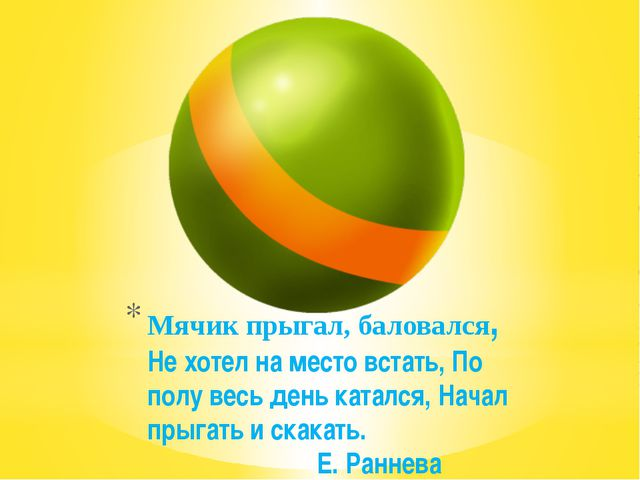 * Мячик прыгал, баловался,
Не хотел на место встать, По
полу весь день катался, Начал
прыгать и скакать.
Е. Раннева